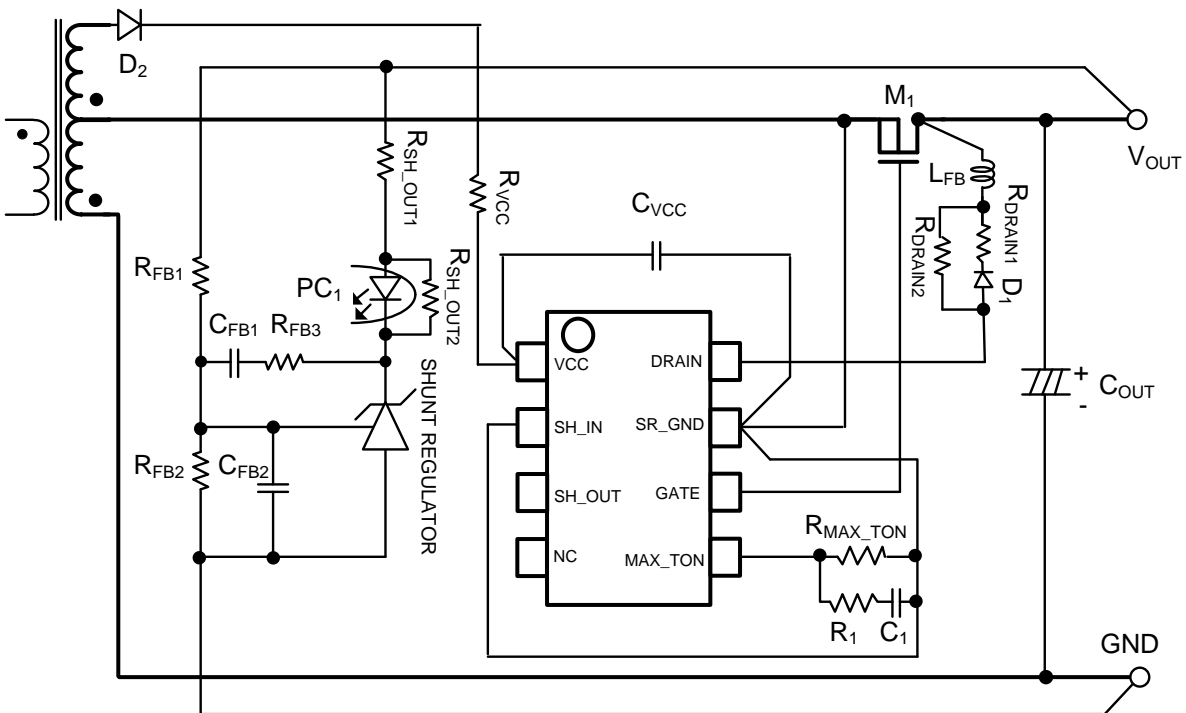 D2
M1
VOUT
LFB
RDRAIN1
RDRAIN2
D1
RSH_OUT1
RVCC
CVCC
RFB1
PC1
RSH_OUT2
CFB1
RFB3
VCC
DRAIN
+
-
COUT
SHUNT REGULATOR
SH_IN
SR_GND
RFB2
CFB2
SH_OUT
GATE
RMAX_TON
NC
MAX_TON
R1
C1
GND